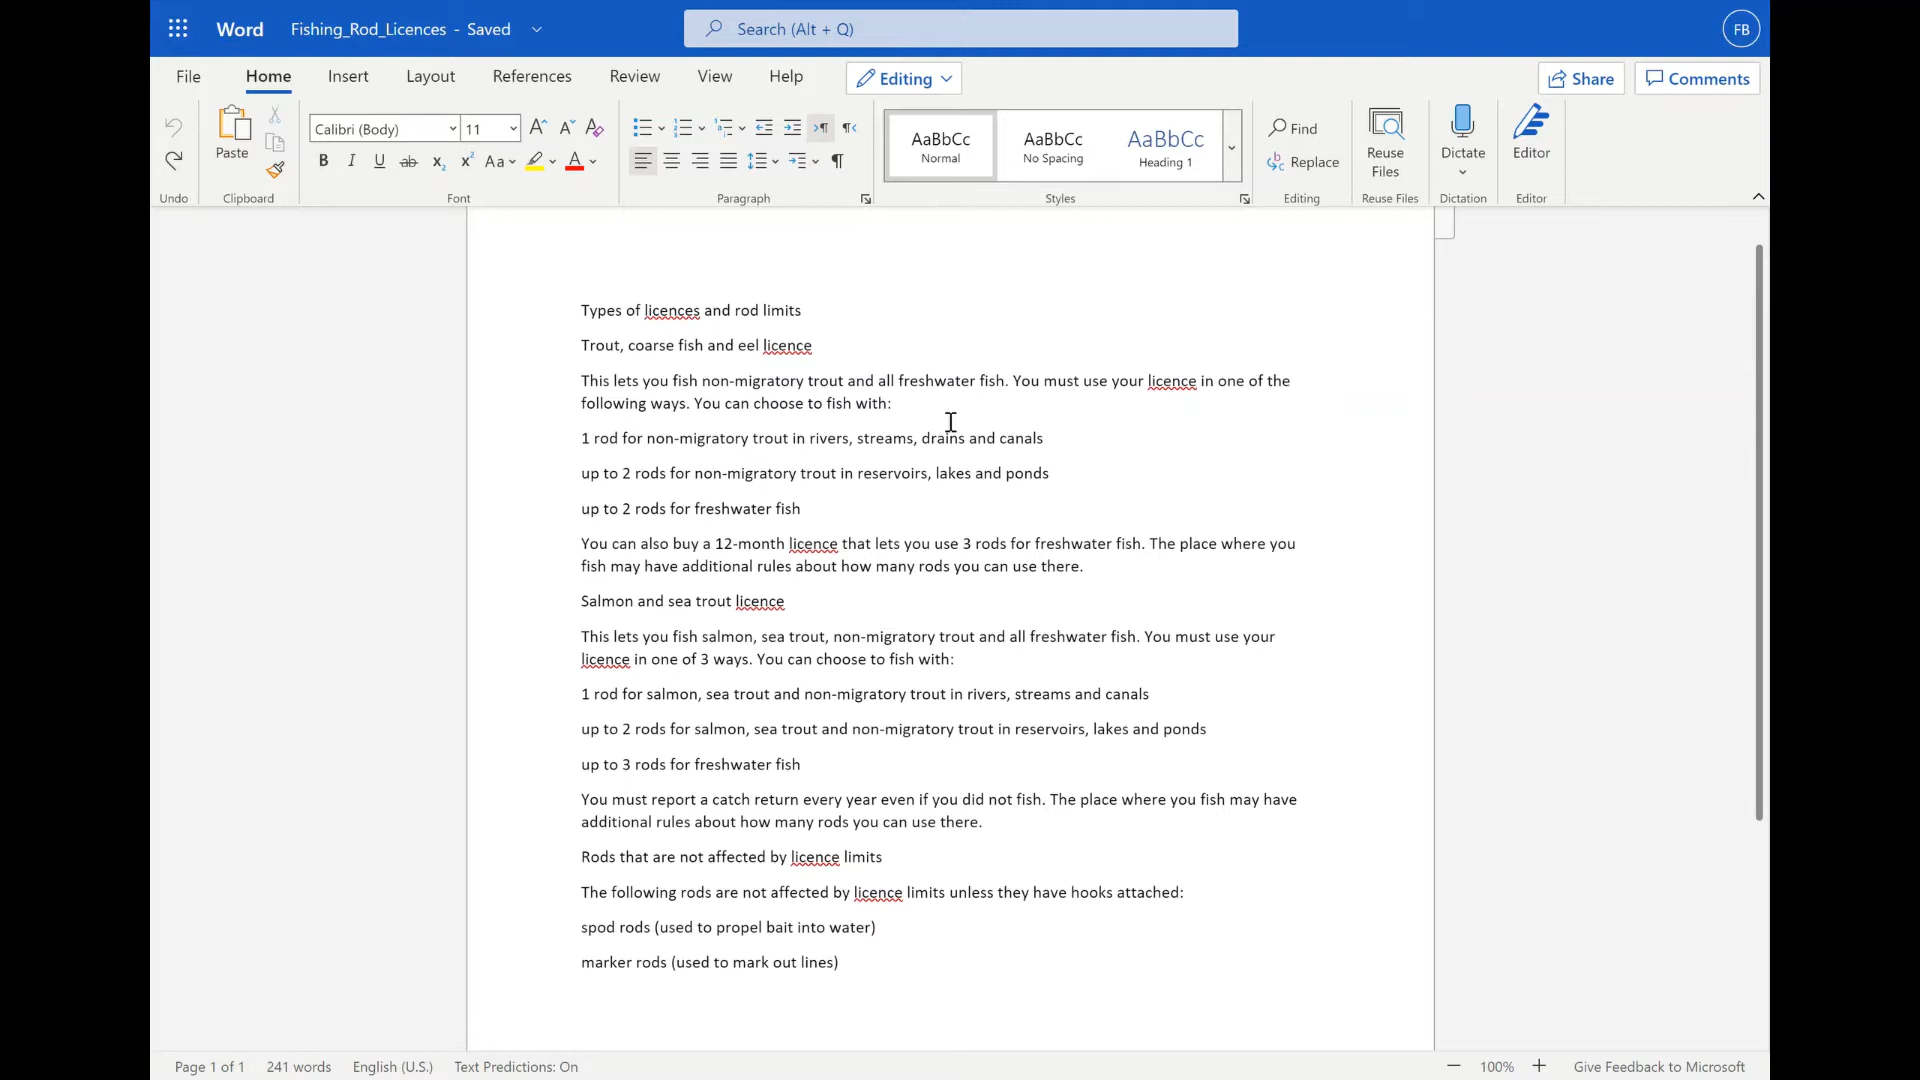 Word
Fishing_Rod_Licences - Saved
Search (Alt + Q)
FB
File Home Insert Layout References Review View Help Editing Share Comments
Calibri (Body) 11
Paste
B I U ab x₂ x² Aa A
AaBbCc AaBbCc AaBbCc
Normal No Spacing Heading 1
Find
Replace
Reuse
Files
Dictate
Editor
Undo Clipboard Font Paragraph Styles Editing Reuse Files Dictation Editor
Types of licences and rod limits
Trout, coarse fish and eel licence
This lets you fish non-migratory trout and all freshwater fish. You must use your licence in one of the
following ways. You can choose to fish with:
1 rod for non-migratory trout in rivers, streams, drains and canals
up to 2 rods for non-migratory trout in reservoirs, lakes and ponds
up to 2 rods for freshwater fish
You can also buy a 12-month licence that lets you use 3 rods for freshwater fish. The place where you
fish may have additional rules about how many rods you can use there.
Salmon and sea trout licence
This lets you fish salmon, sea trout, non-migratory trout and all freshwater fish. You must use your
licence in one of 3 ways. You can choose to fish with:
1 rod for salmon, sea trout and non-migratory trout in rivers, streams and canals
up to 2 rods for salmon, sea trout and non-migratory trout in reservoirs, lakes and ponds
up to 3 rods for freshwater fish
You must report a catch return every year even if you did not fish. The place where you fish may have
additional rules about how many rods you can use there.
Rods that are not affected by licence limits
The following rods are not affected by licence limits unless they have hooks attached:
spod rods (used to propel bait into water)
marker rods (used to mark out lines)
Page 1 of 1 241 words English (U.S.) Text Predictions: On 100% Give Feedback to Microsoft